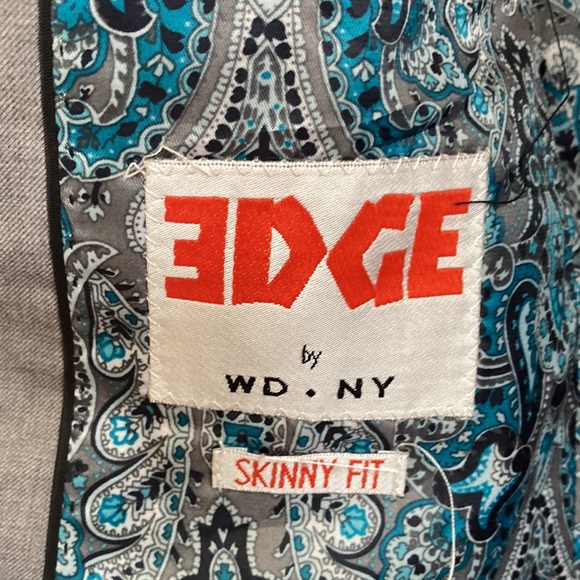 EDGE
by
WD . NY
SKINNY FIT